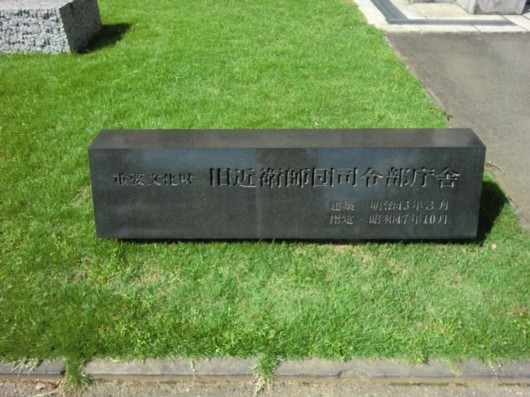 重要文化財 旧近衛師団司令部庁舎
建築・明治43年3月
指定・昭和47年10月